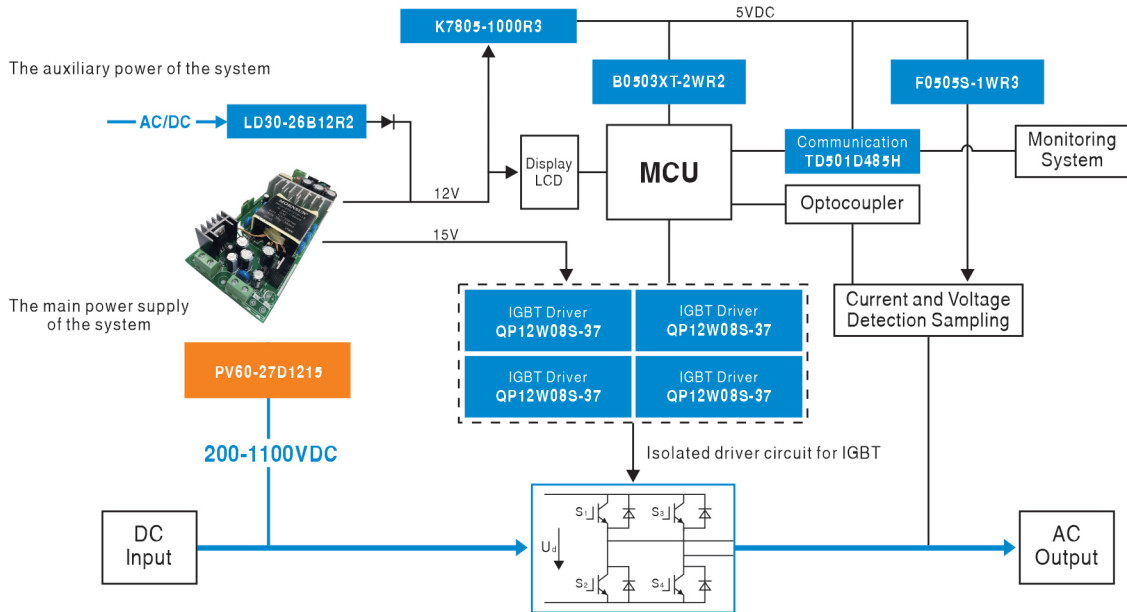 K7805-1000R3
5VDC
The auxiliary power of the system
B0503XT-2WR2
F0505S-1WR3
AC/DC
LD30-26B12R2
Communication
TD501D485H
Monitoring
System
Display
LCD
MCU
12V
Optocoupler
15V
The main power supply
of the system
IGBT Driver
QP12W08S-37
IGBT Driver
QP12W08S-37
Current and Voltage
Detection Sampling
IGBT Driver
QP12W08S-37
IGBT Driver
QP12W08S-37
PV60-27D1215
200-1100VDC
Isolated driver circuit for IGBT
DC
Input
S1
S3
Ud
S2
S4
AC
Output